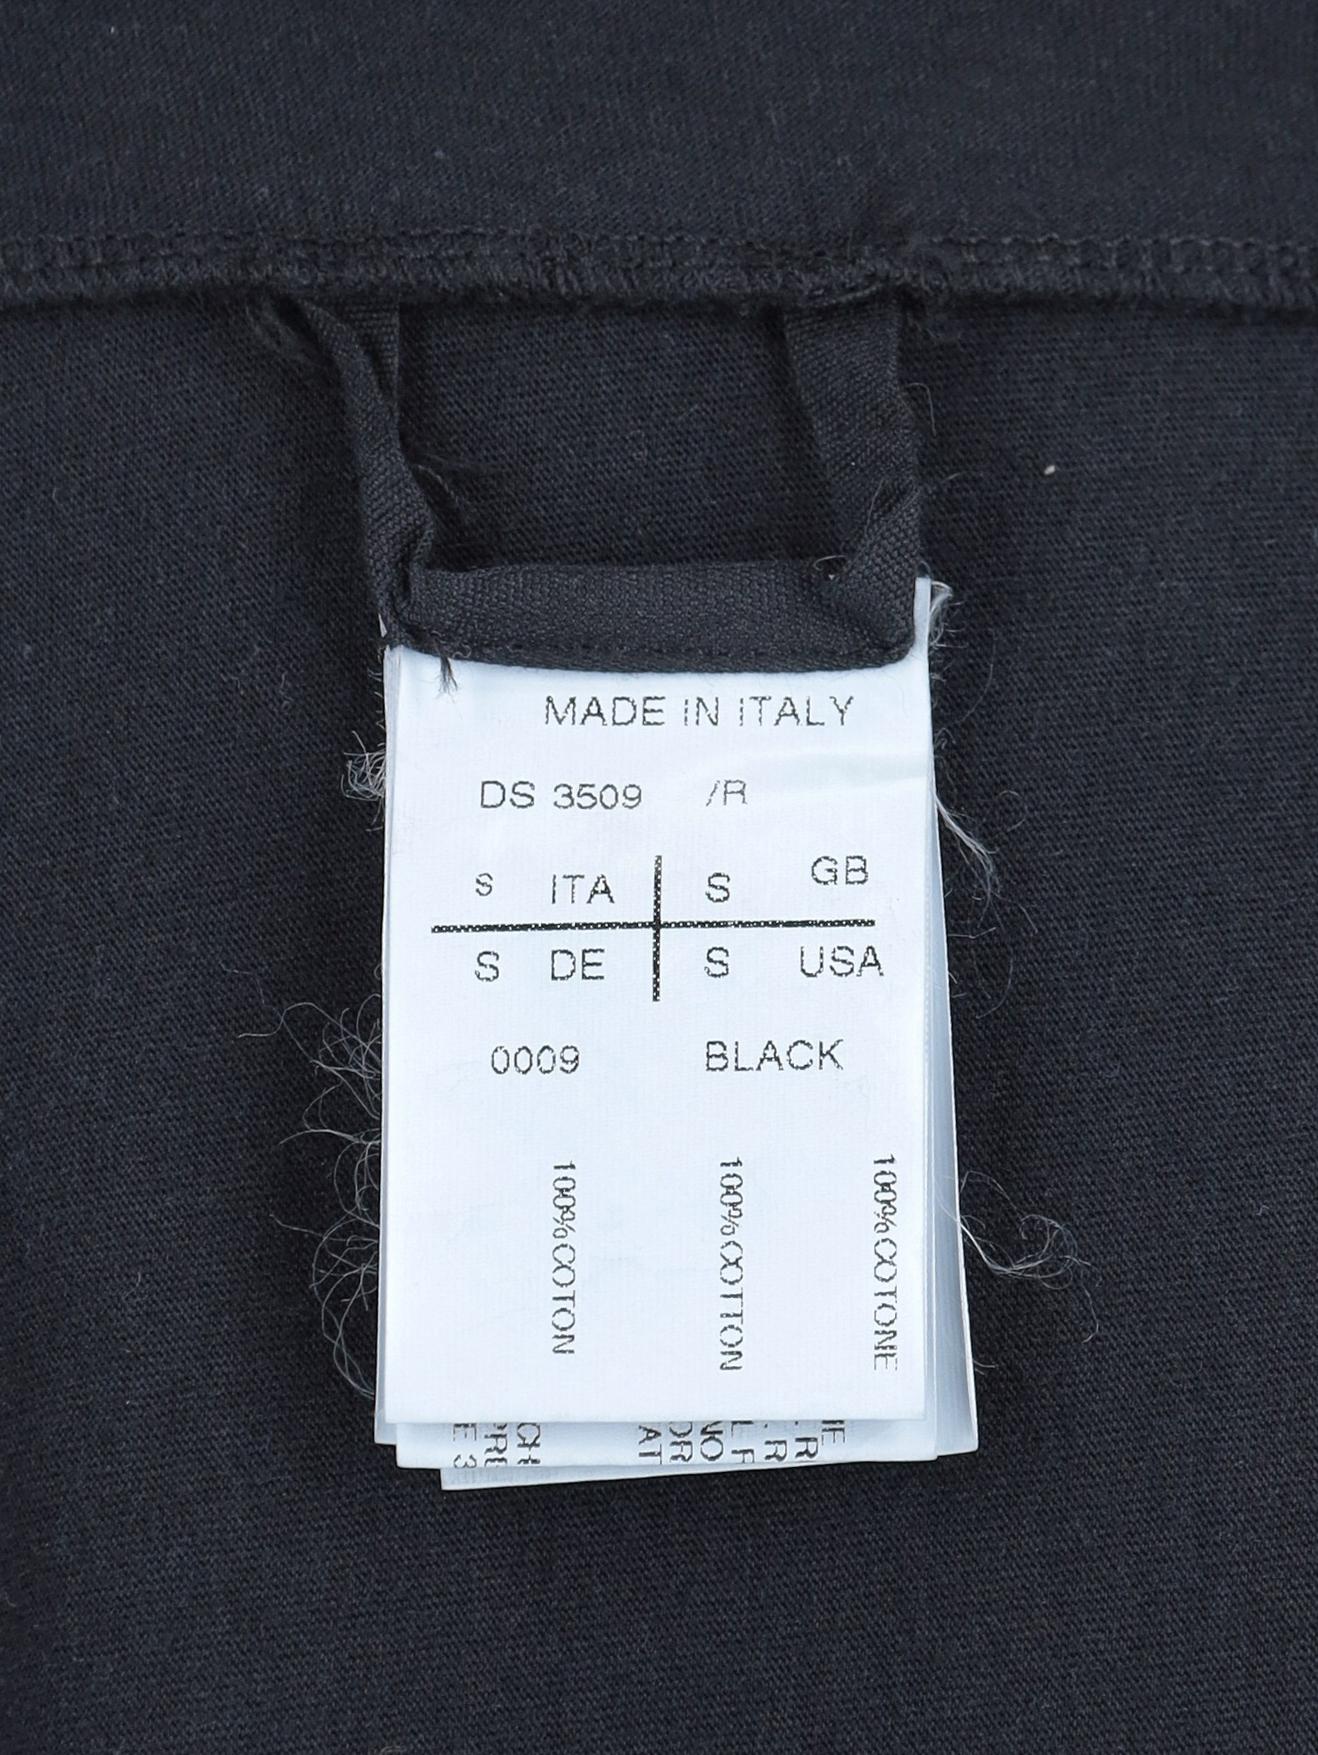 MADE IN ITALY
DS 3509 /R
S ITA S GB
S DE S USA
0009 BLACK
100%COTONE
100%COTTON
100%COTON